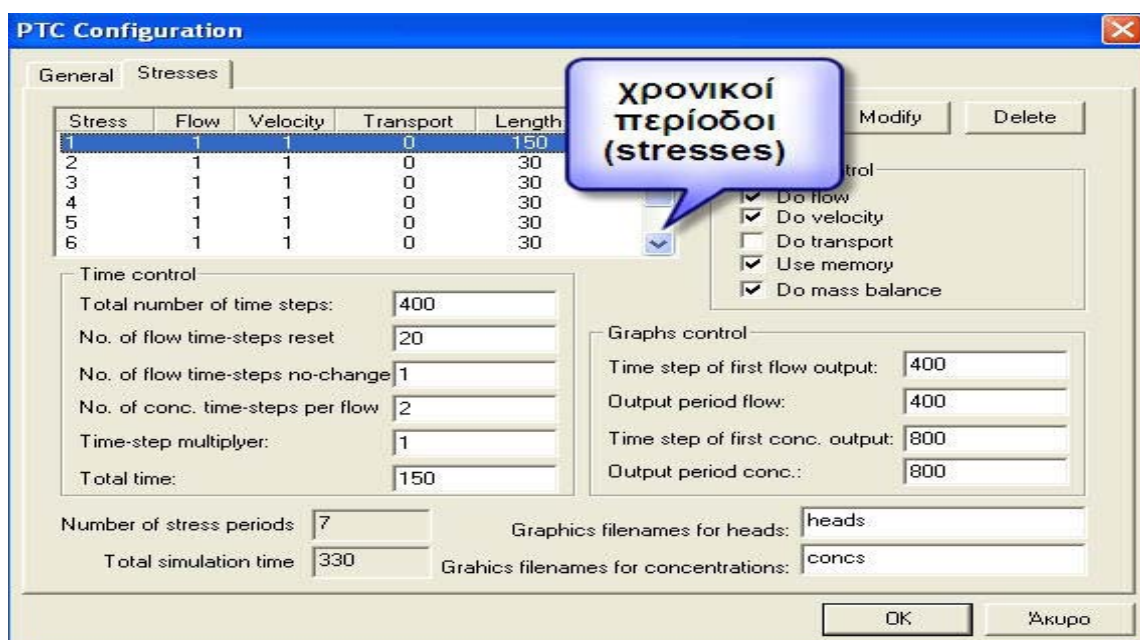 PTC Configuration
General Stresses
χρονικοί
περίοδοι
(stresses)
Stress Flow Velocity Transport Length
1 1 1 0 150
2 1 1 0 30
3 1 1 0 30
4 1 1 0 30
5 1 1 0 30
6 1 1 0 30
Modify Delete
trol
Do flow
Do velocity
Do transport
Use memory
Do mass balance
Time control
Total number of time steps: 400
No. of flow time-steps reset 20
No. of flow time-steps no-change 1
No. of conc. time-steps per flow 2
Time-step multiplyer: 1
Total time: 150
Graphs control
Time step of first flow output: 400
Output period flow: 400
Time step of first conc. output: 800
Output period conc.: 800
Number of stress periods 7
Total simulation time 330
Graphics filenames for heads: heads
Grahics filenames for concentrations: concs
OK Άκυρο